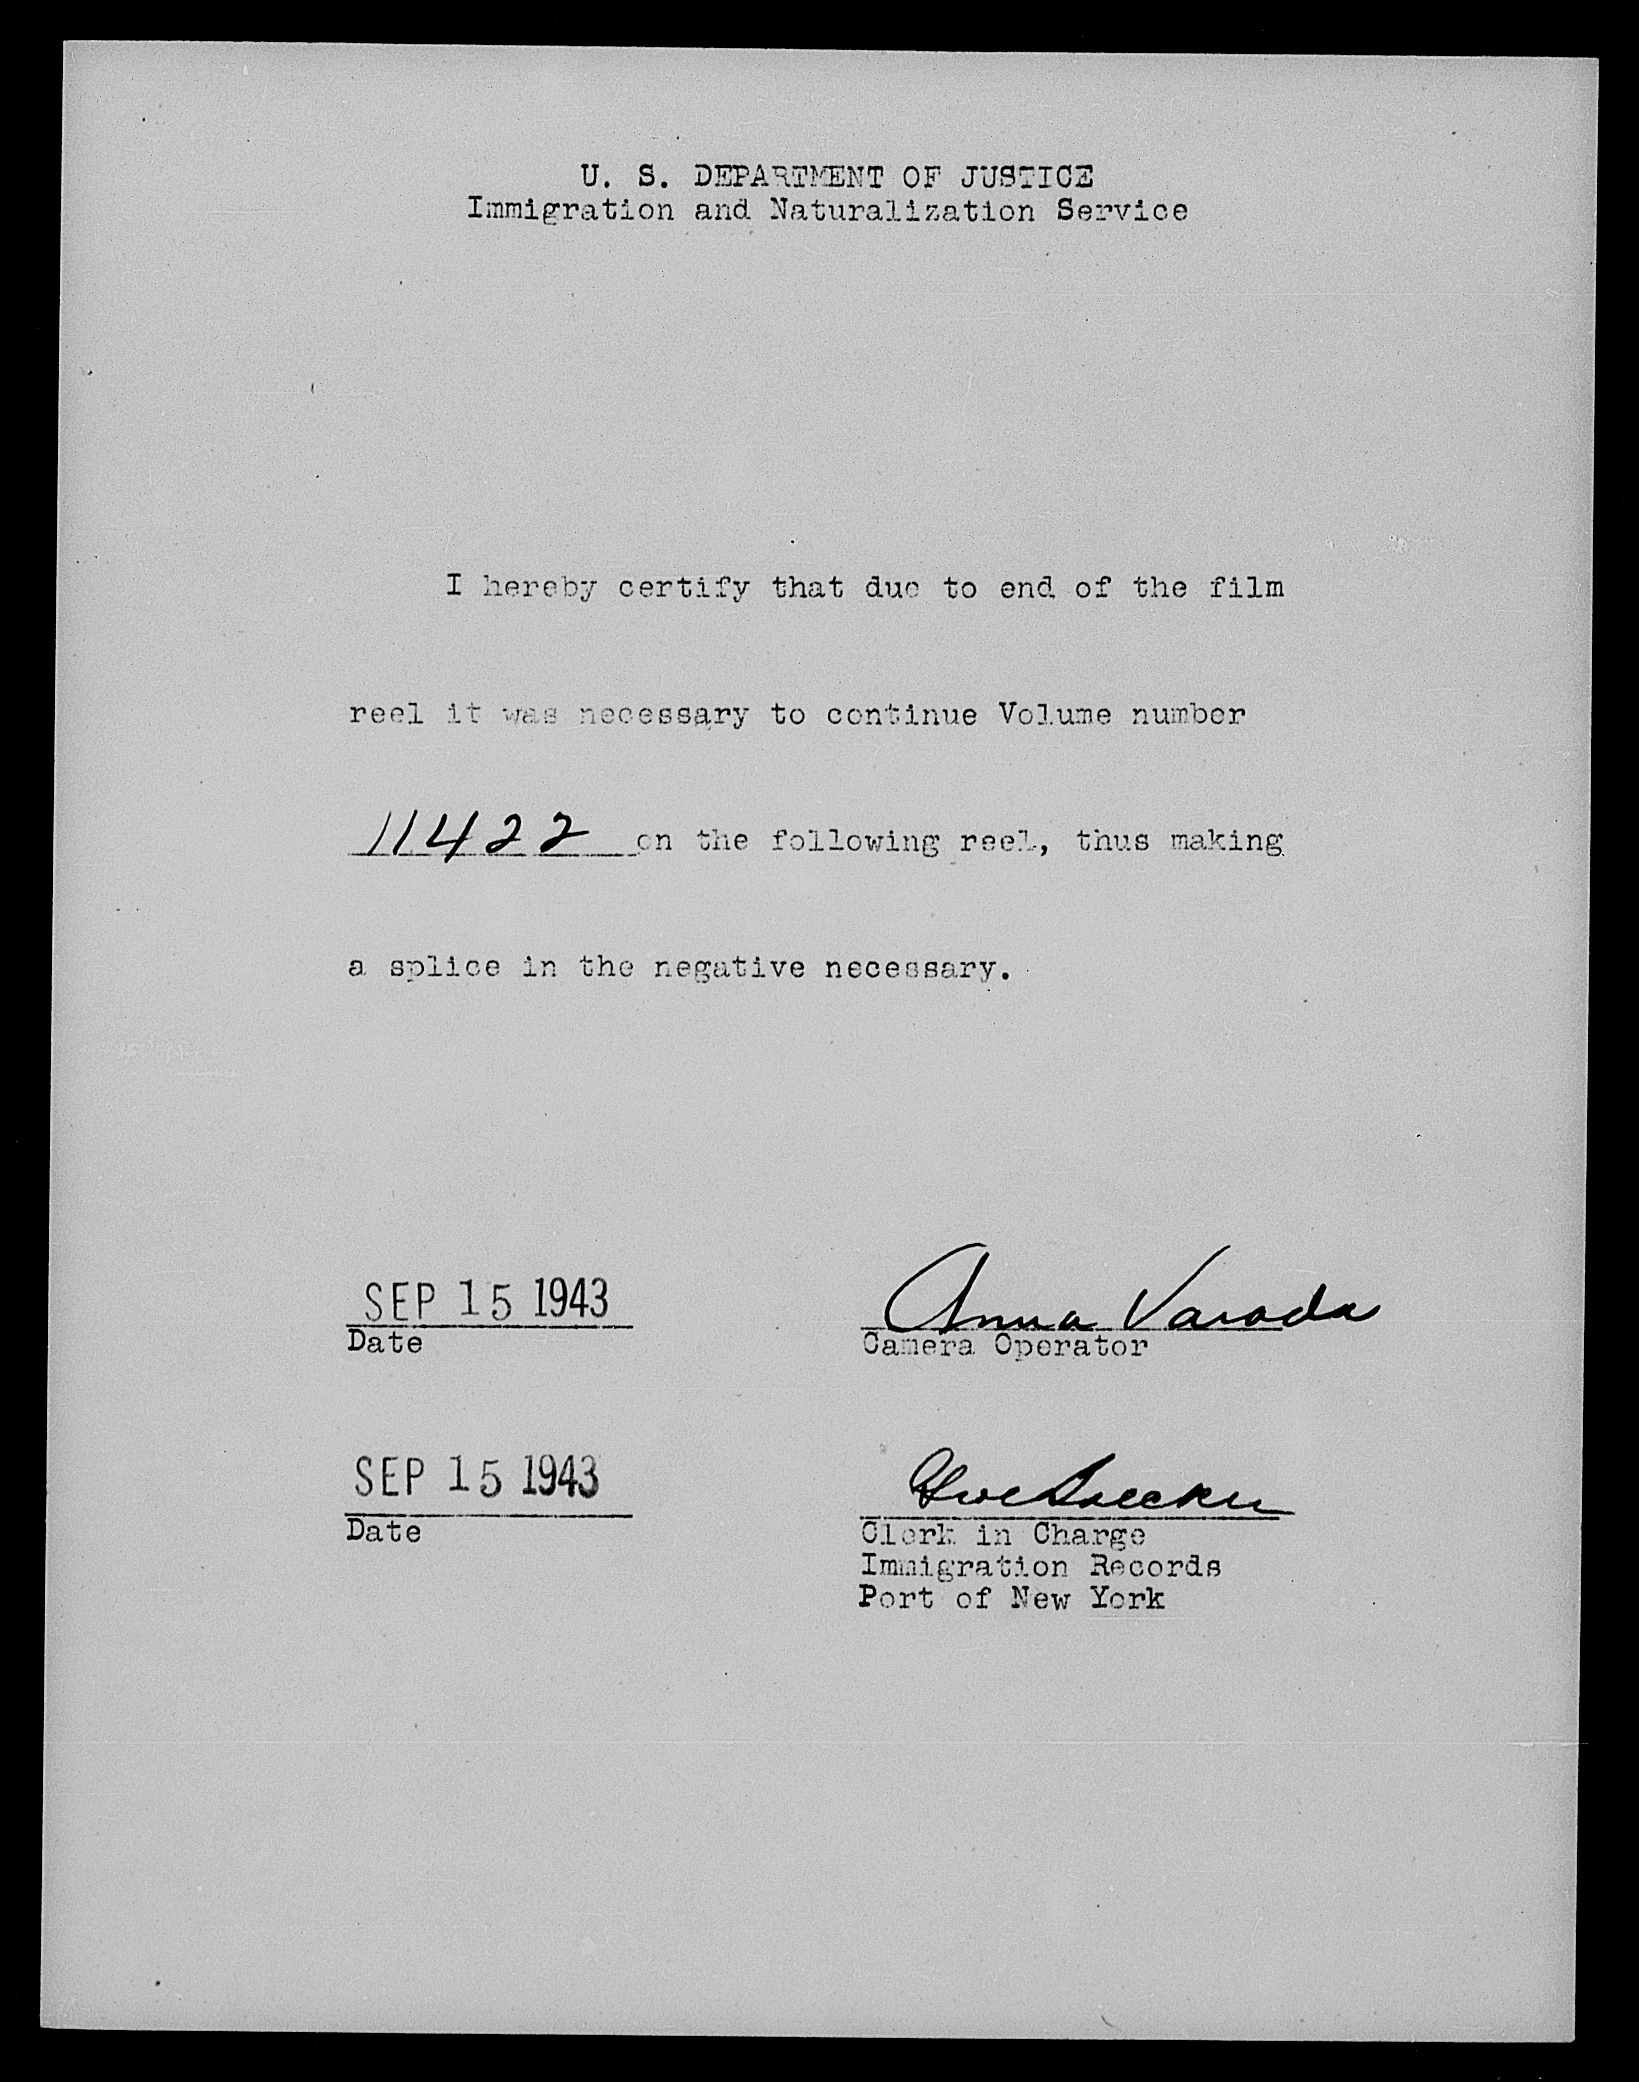 U. S. DEPARTMENT OF JUSTICE
Immigration and Naturalization Service
I hereby certify that due to end of the film
reel it was necessary to continue Volume number
11422 on the following reel, thus making
a splice in the negative necessary.
SEP 15 1943
Date
Anna Varada
Camera Operator
SEP 15 1943
Date
Clerk in Charge
Immigration Records
Port of New York